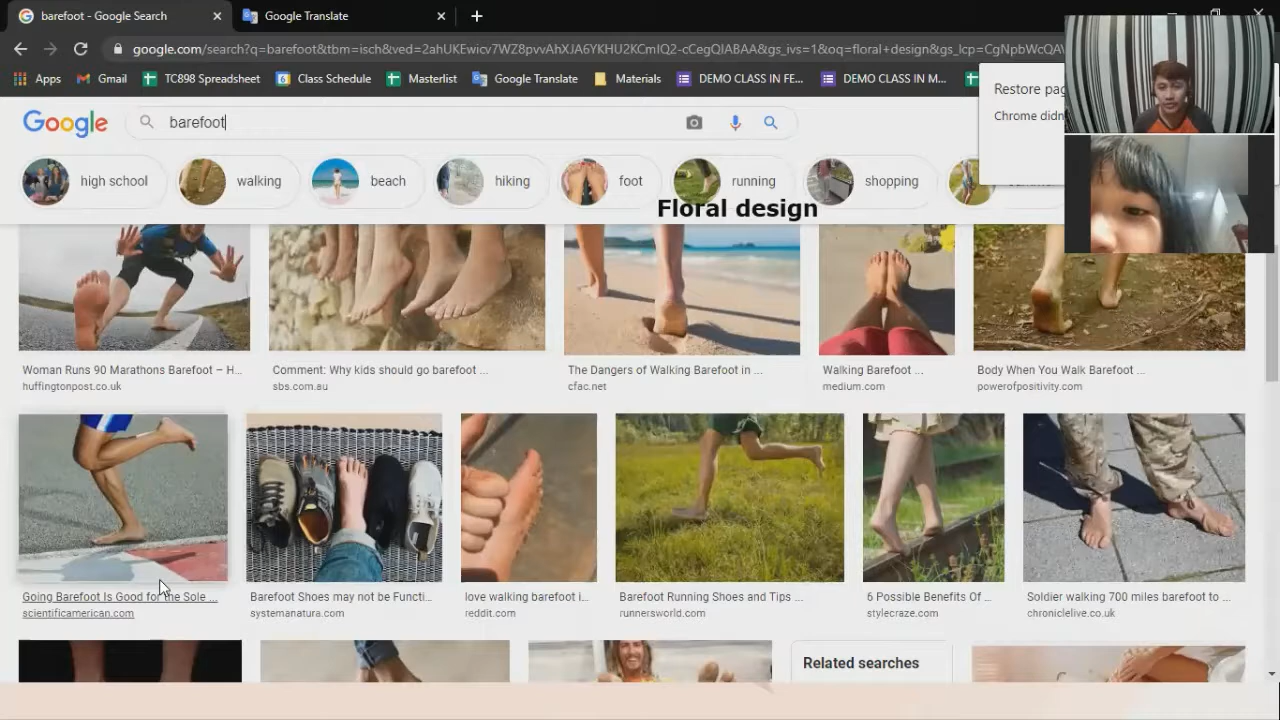 barefoot - Google Search
Google Translate
google.com/search?q=barefoot&tbm=isch&ved=2ahUKEwicv7WZ8pvvAhXJA6YKHU2KCmIQ2-cCegQIABAA&gs_ivs=1&oq=floral+design&gs_lcp=CgNpbWcQA
Apps
Gmail
TC898 Spreadsheet
Class Schedule
Masterlist
Google Translate
Materials
DEMO CLASS IN FE...
DEMO CLASS IN M...
Restore pag
Chrome didn
Google
barefoot
high school
walking
beach
hiking
foot
running
shopping
Floral design
Woman Runs 90 Marathons Barefoot – H...
huffingtonpost.co.uk
Comment: Why kids should go barefoot ...
sbs.com.au
The Dangers of Walking Barefoot in ...
cfac.net
Walking Barefoot ...
medium.com
Body When You Walk Barefoot ...
powerofpositivity.com
Going Barefoot Is Good for the Sole ...
scientificamerican.com
Barefoot Shoes may not be Functi...
systemanatura.com
love walking barefoot i...
reddit.com
Barefoot Running Shoes and Tips ...
runnersworld.com
6 Possible Benefits Of ...
stylecraze.com
Soldier walking 700 miles barefoot to ...
chroniclelive.co.uk
Related searches